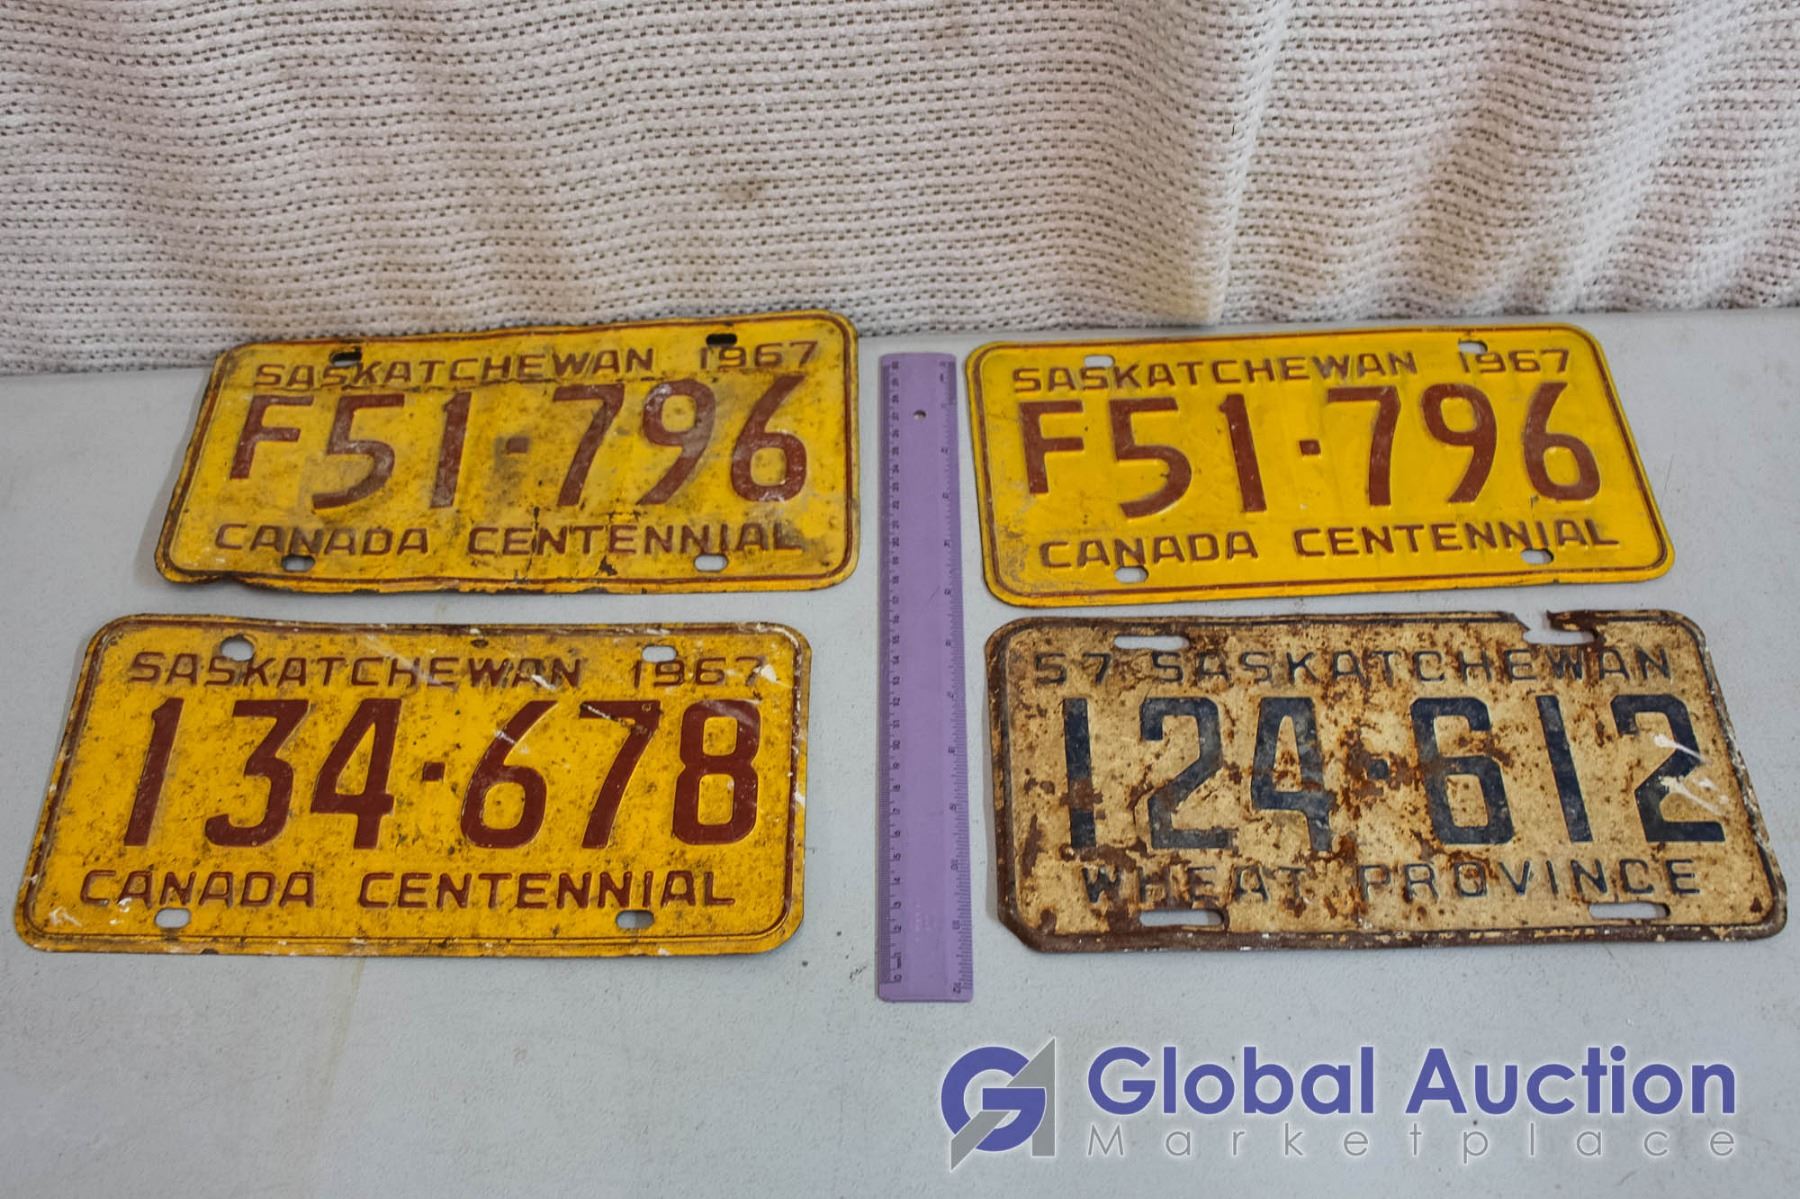 SASKATCHEWAN 1967
F51·796
CANADA CENTENNIAL
SASKATCHEWAN 1967
F51·796
CANADA CENTENNIAL
SASKATCHEWAN 1967
134·678
CANADA CENTENNIAL
57 SASKATCHEWAN
124·612
WHEAT PROVINCE
Global Auction
Marketplace